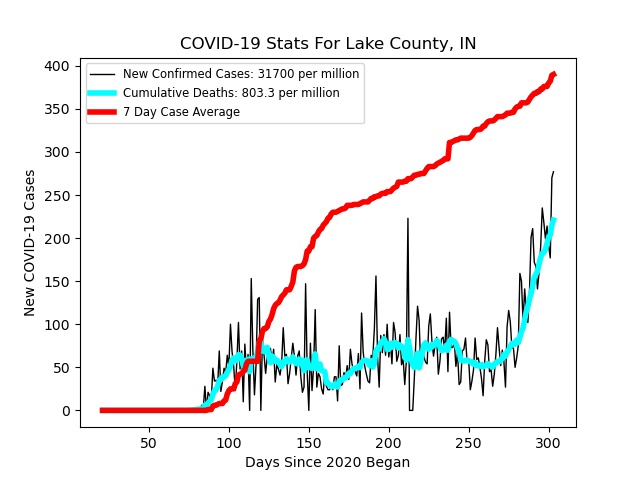 COVID-19 Stats For Lake County, IN
New Confirmed Cases: 31700 per million
Cumulative Deaths: 803.3 per million
7 Day Case Average
New COVID-19 Cases
400
350
300
250
200
150
100
50
0
50 100 150 200 250 300
Days Since 2020 Began